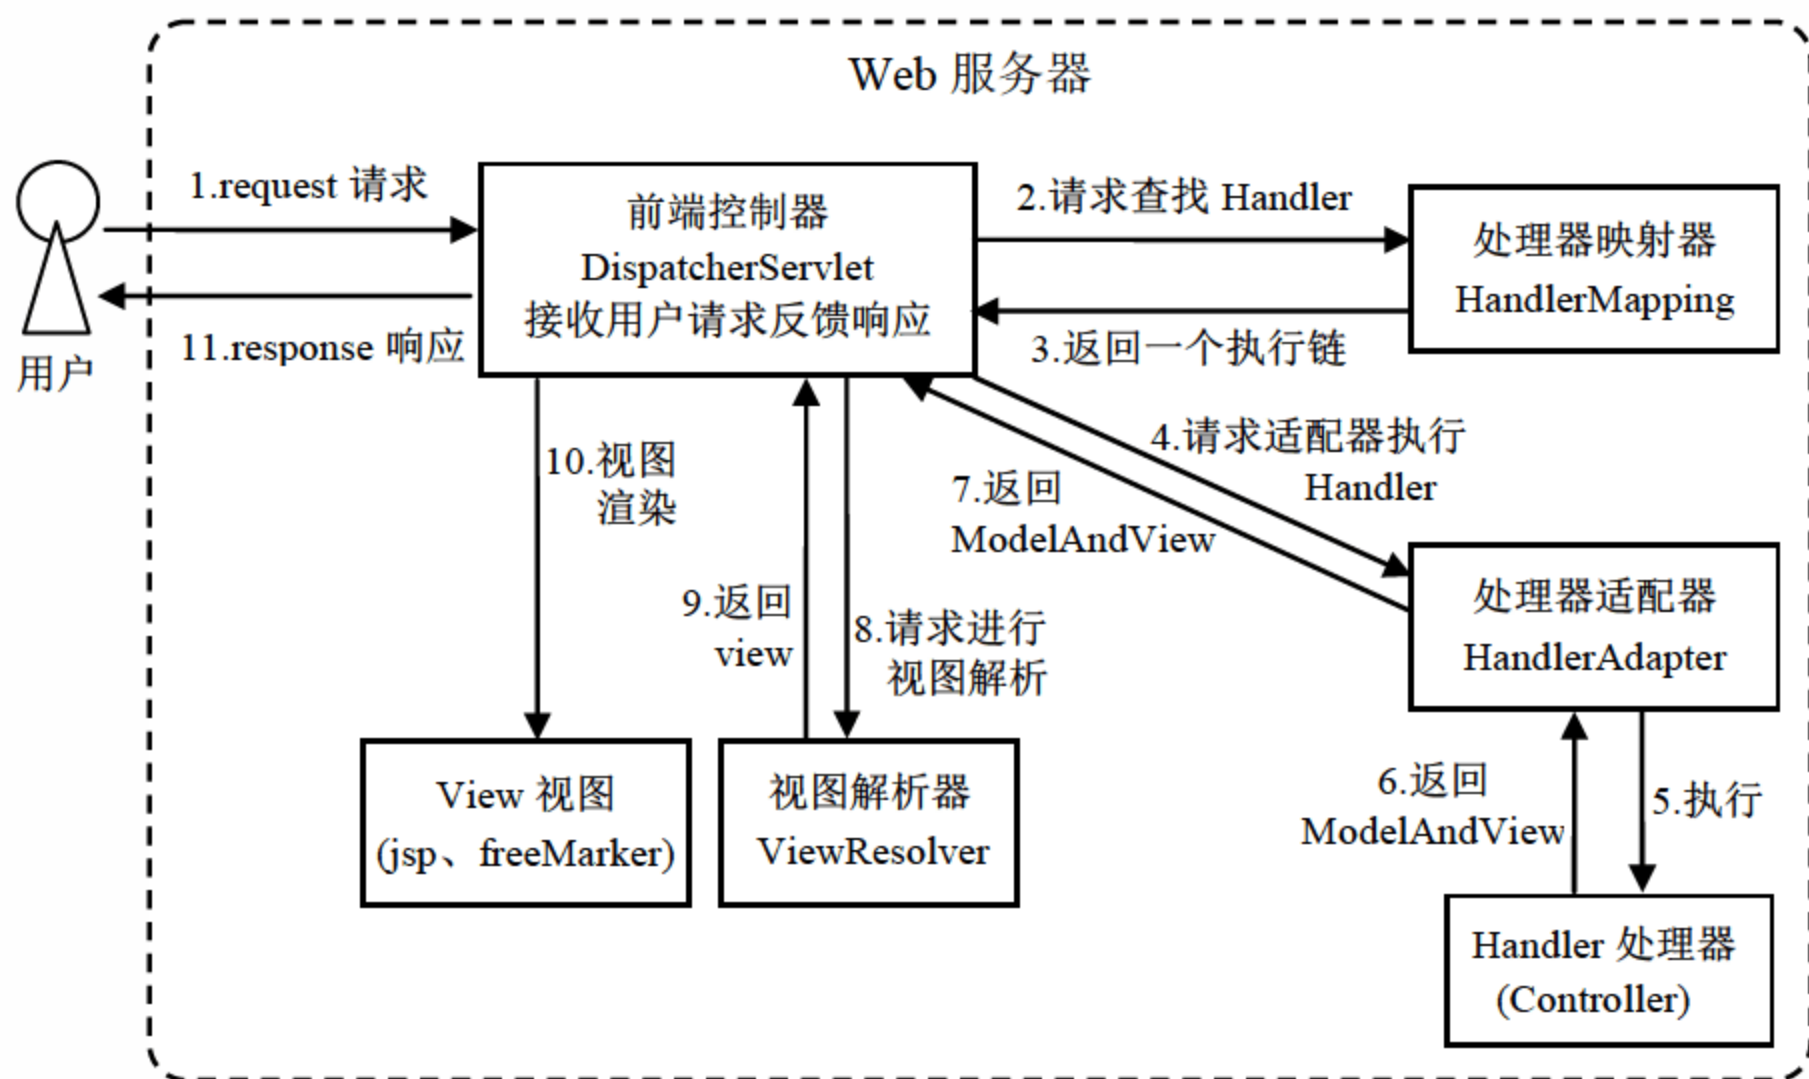 Web 服务器
1.request 请求
前端控制器
DispatcherServlet
接收用户请求反馈响应
2.请求查找 Handler
处理器映射器
HandlerMapping
用户
11.response 响应
3.返回一个执行链
10.视图
渲染
4.请求适配器执行
Handler
7.返回
ModelAndView
9.返回
view
8.请求进行
视图解析
处理器适配器
HandlerAdapter
View 视图
(jsp、freeMarker)
视图解析器
ViewResolver
6.返回
ModelAndView
5.执行
Handler 处理器
(Controller)